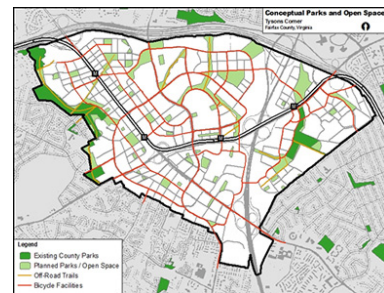 Conceptual Parks and Open Space
Tysons Corner
Fairfax County, Virginia
Legend
Existing County Parks
Planned Parks / Open Space
Off-Road Trails
Bicycle Facilities